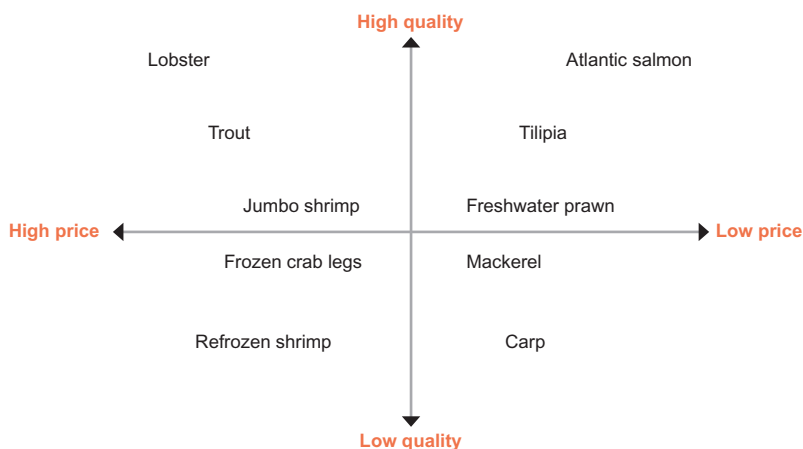 High quality
Lobster
Atlantic salmon
Trout
Tilipia
Jumbo shrimp
Freshwater prawn
High price
Low price
Frozen crab legs
Mackerel
Refrozen shrimp
Carp
Low quality